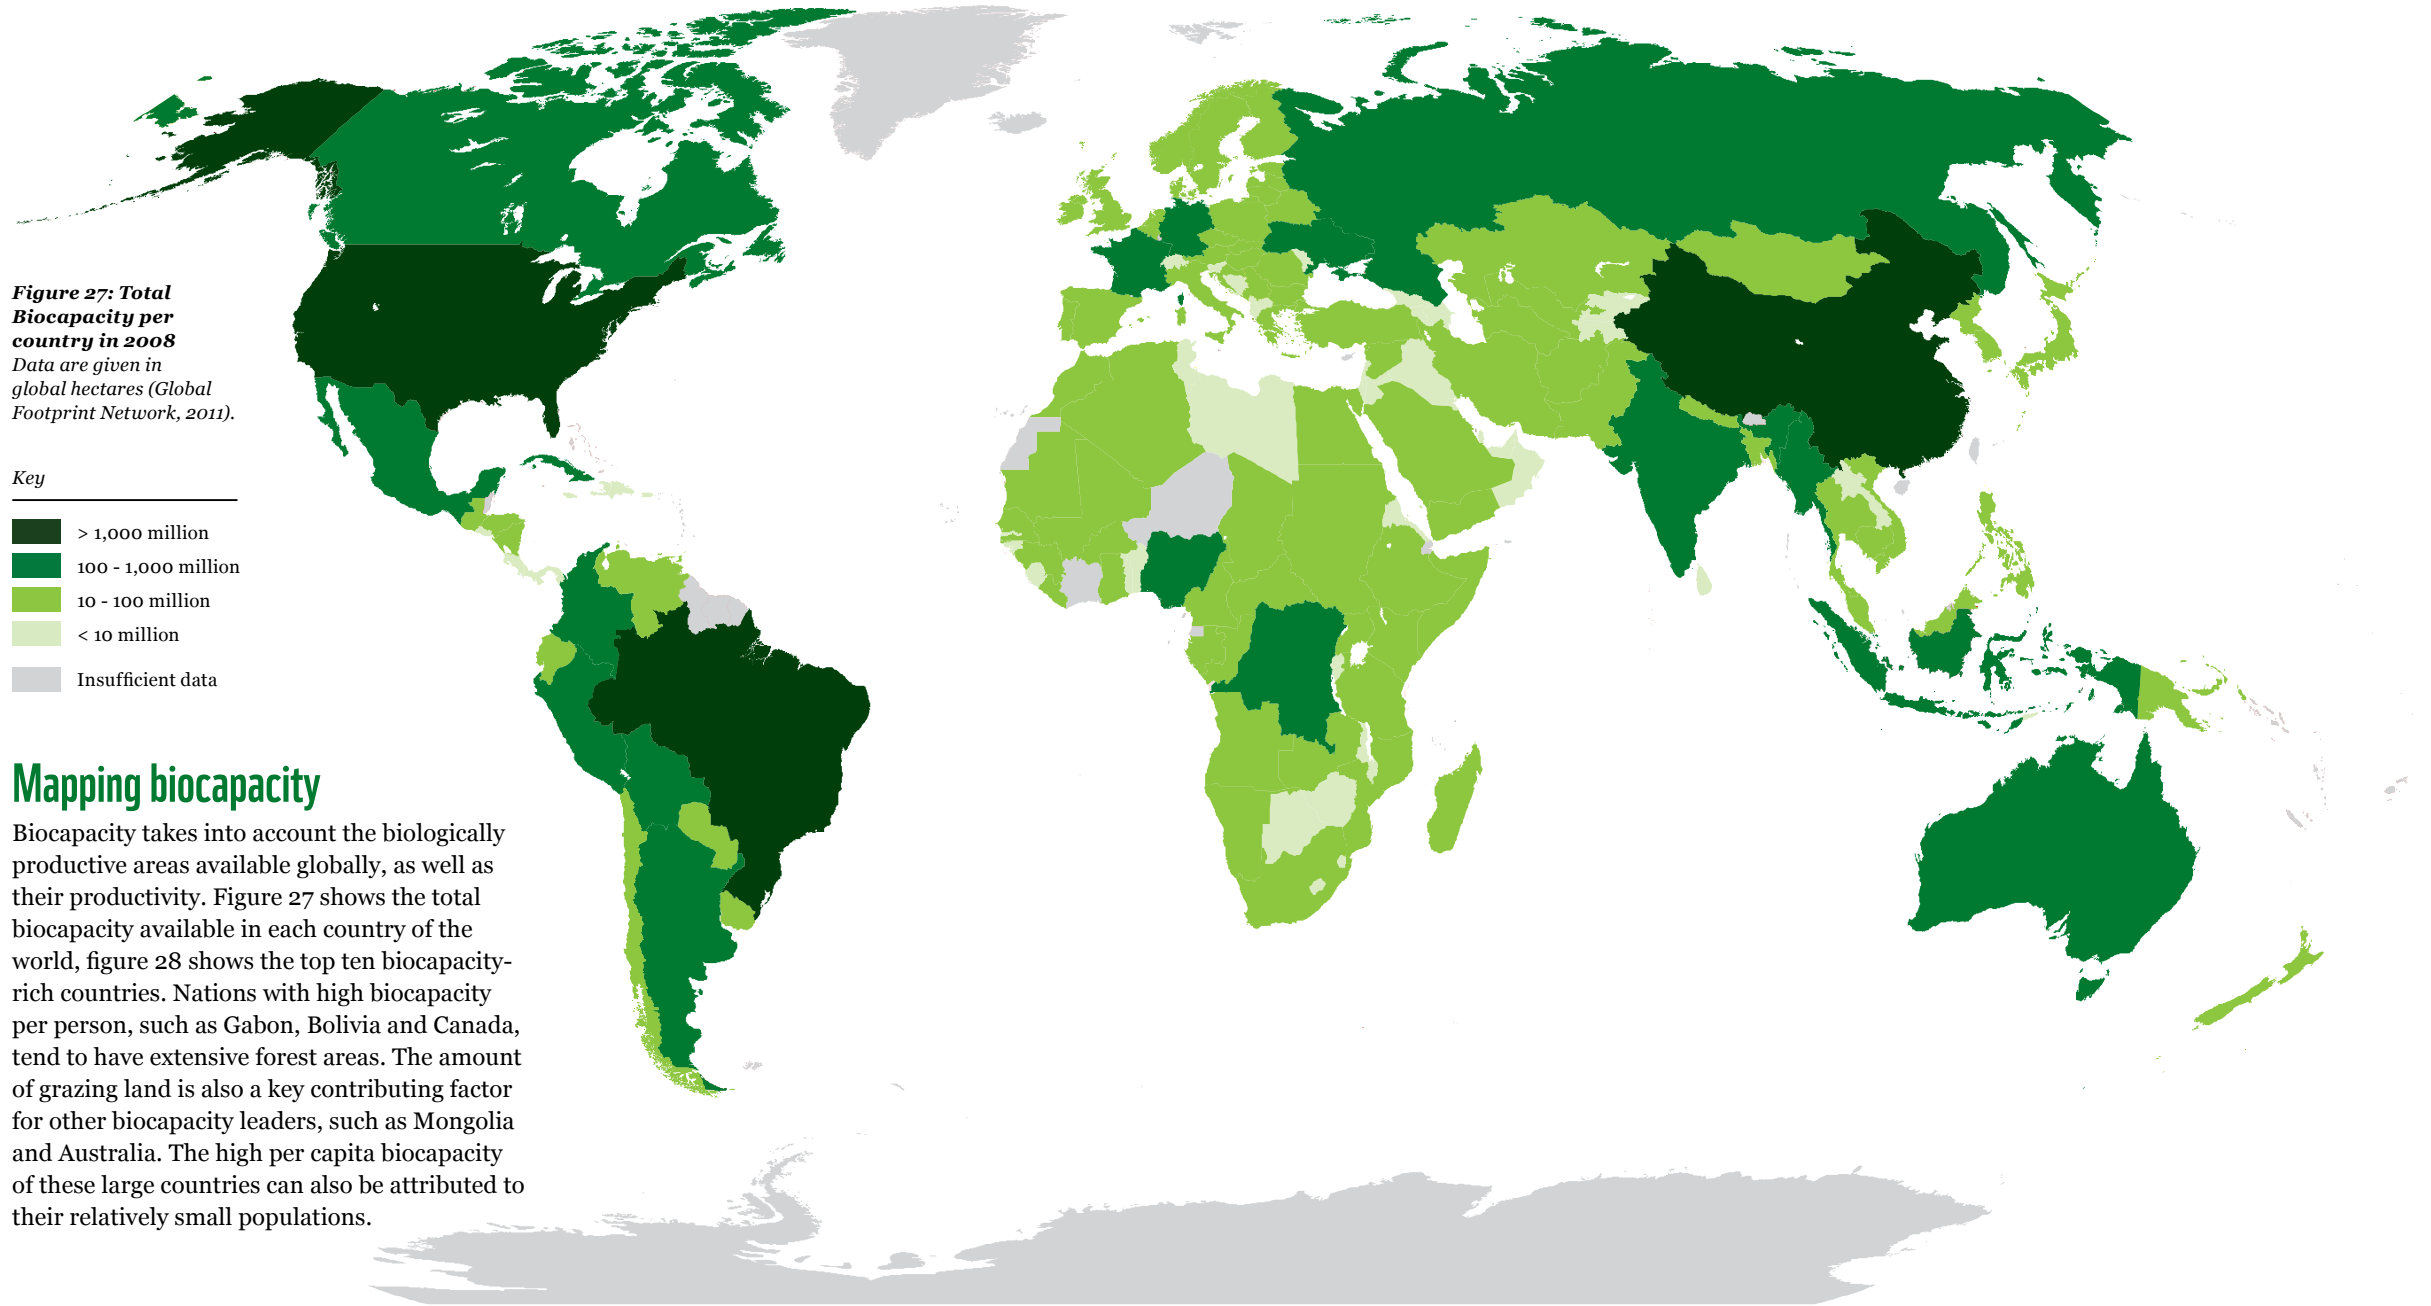 Figure 27: Total
Biocapacity per
country in 2008
Data are given in
global hectares (Global
Footprint Network, 2011).
Key
> 1,000 million
100 - 1,000 million
10 - 100 million
< 10 million
Insufficient data
Mapping biocapacity
Biocapacity takes into account the biologically
productive areas available globally, as well as
their productivity. Figure 27 shows the total
biocapacity available in each country of the
world, figure 28 shows the top ten biocapacity-
rich countries. Nations with high biocapacity
per person, such as Gabon, Bolivia and Canada,
tend to have extensive forest areas. The amount
of grazing land is also a key contributing factor
for other biocapacity leaders, such as Mongolia
and Australia. The high per capita biocapacity
of these large countries can also be attributed to
their relatively small populations.